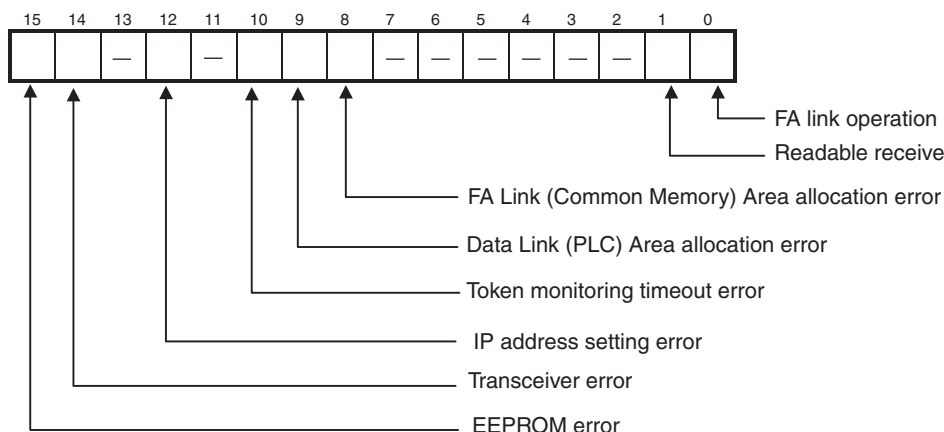 15 14 13 12 11 10 9 8 7 6 5 4 3 2 1 0
— — — — — — — —
FA link operation
Readable receive
FA Link (Common Memory) Area allocation error
Data Link (PLC) Area allocation error
Token monitoring timeout error
IP address setting error
Transceiver error
EEPROM error